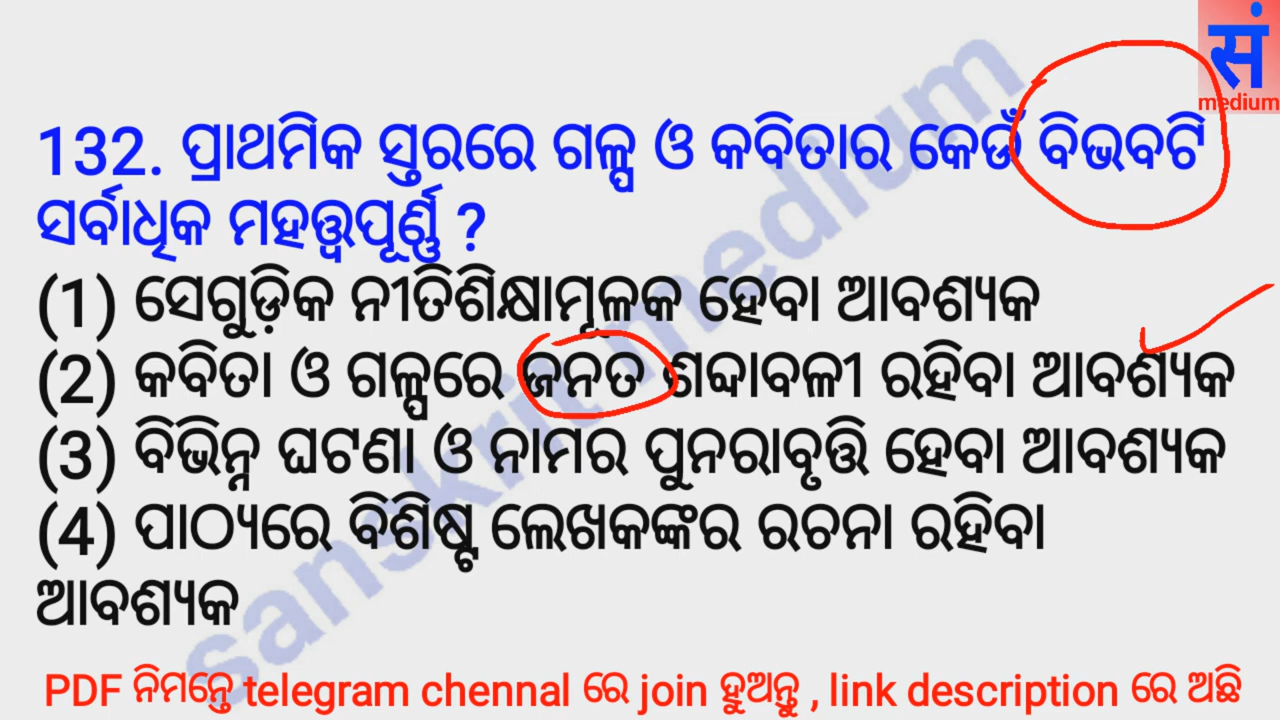 सं
medium
132. ପ୍ରାଥମିକ ସ୍ତରରେ ଗଳ୍ପ ଓ କବିତାର କେଉଁ ବିଭବଟି
ସର୍ବାଧିକ ମହତ୍ତ୍ୱପୂର୍ଣ୍ଣ ?
(1) ସେଗୁଡ଼ିକ ନୀତିଶିକ୍ଷାମୂଳକ ହେବା ଆବଶ୍ୟକ
(2) କବିତା ଓ ଗଳ୍ପରେ ଜନତ ଶବ୍ଦାବଳୀ ରହିବା ଆବଶ୍ୟକ
(3) ବିଭିନ୍ନ ଘଟଣା ଓ ନାମର ପୁନରାବୃତ୍ତି ହେବା ଆବଶ୍ୟକ
(4) ପାଠ୍ୟରେ ବିଶିଷ୍ଟ ଲେଖକଙ୍କର ରଚନା ରହିବା
ଆବଶ୍ୟକ
sanskrit medium
PDF ନିମନ୍ତେ telegram chennal ରେ join ହୁଅନ୍ତୁ , link description ରେ ଅଛି